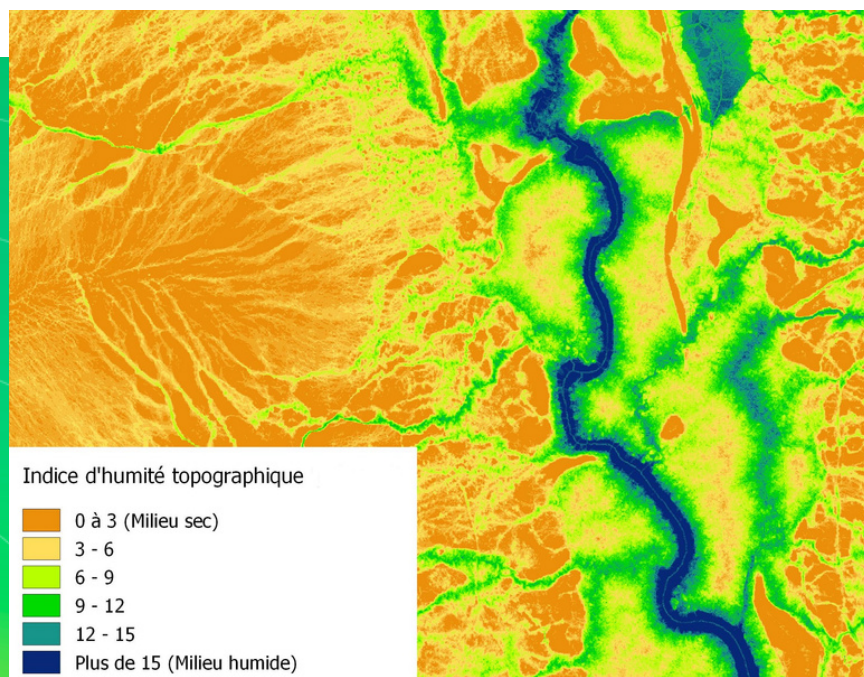 Indice d'humité topographique
0 à 3 (Milieu sec)
3 - 6
6 - 9
9 - 12
12 - 15
Plus de 15 (Milieu humide)